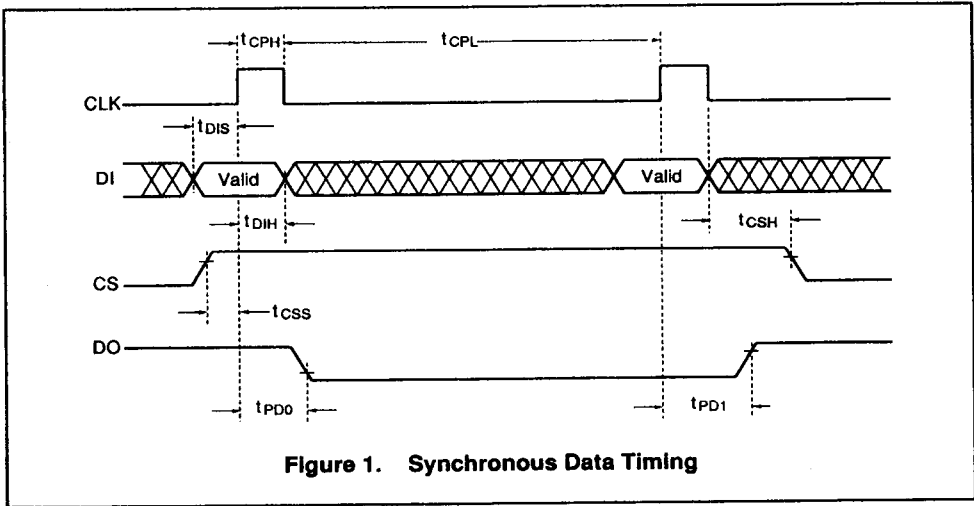 tCPH tCPL
CLK
tDIS
DI Valid Valid
tDIH tCSH
CS
tCSS
DO
tPD0 tPD1
Figure 1. Synchronous Data Timing